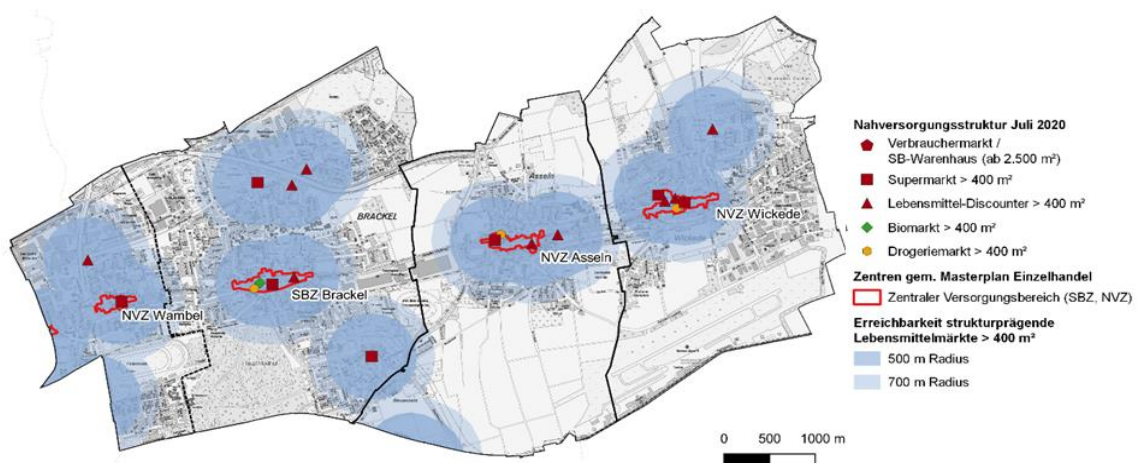 Asseln
BRACKEL
NVZ Wickede
Wickede
NVZ Asseln
SBZ Brackel
NVZ Wambel
Nahversorgungsstruktur Juli 2020
Verbrauchermarkt /
SB-Warenhaus (ab 2.500 m²)
Supermarkt > 400 m²
Lebensmittel-Discounter > 400 m²
Biomarkt > 400 m²
Drogeriemarkt > 400 m²
Zentren gem. Masterplan Einzelhandel
Zentraler Versorgungsbereich (SBZ, NVZ)
Erreichbarkeit strukturprägende
Lebensmittelmärkte > 400 m²
500 m Radius
700 m Radius
0 500 1000 m